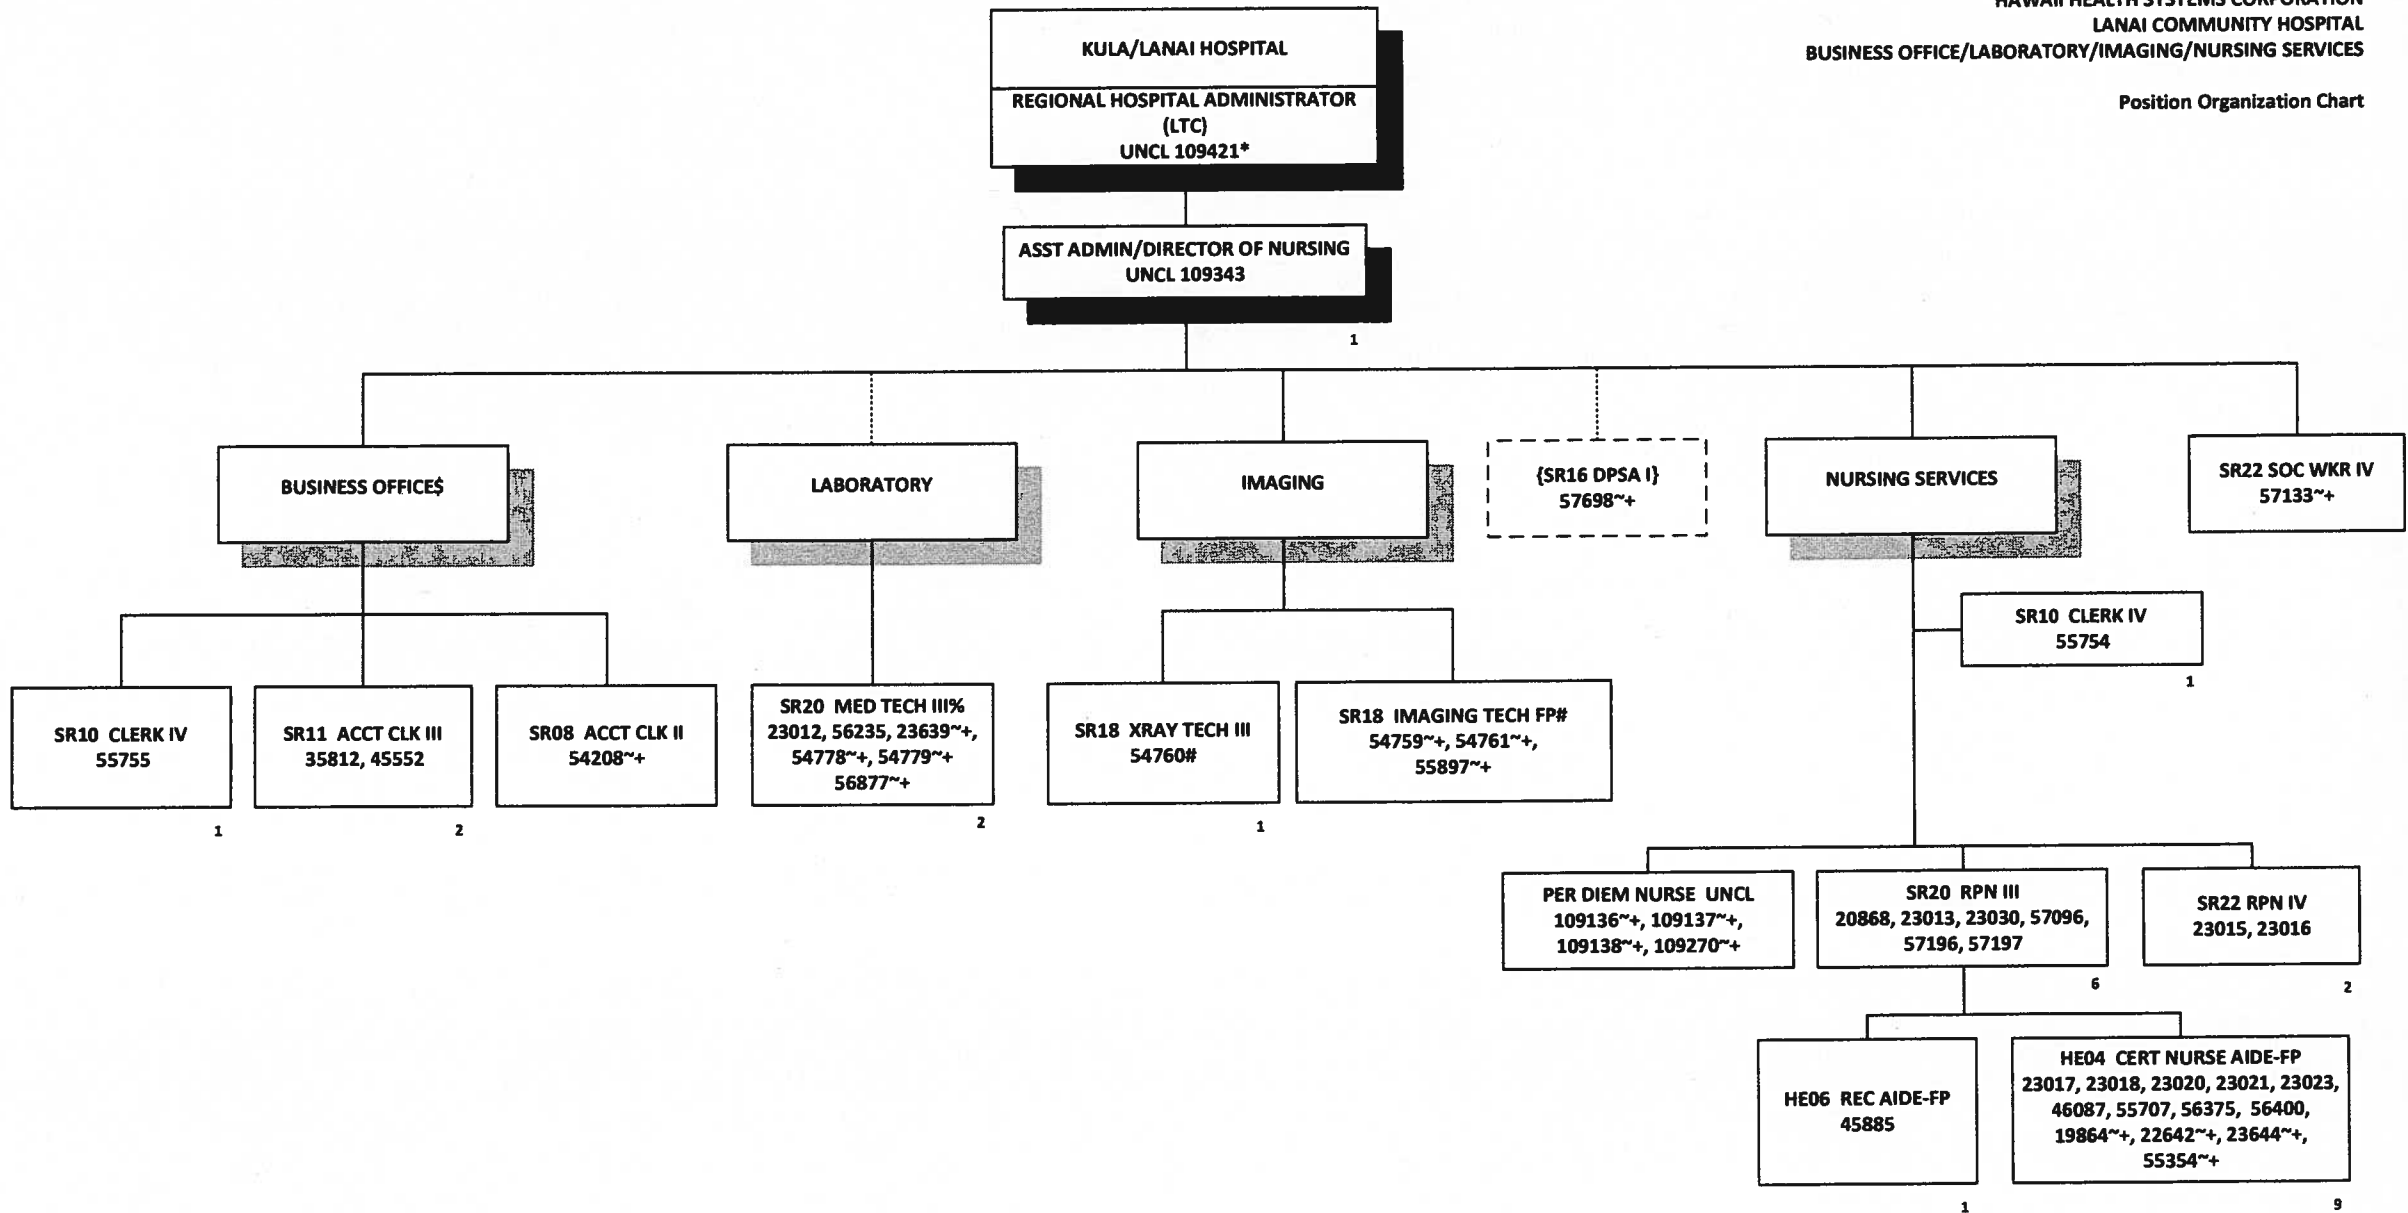 HAWAII HEALTH SYSTEMS CORPORATION
LANAI COMMUNITY HOSPITAL
BUSINESS OFFICE/LABORATORY/IMAGING/NURSING SERVICES
Position Organization Chart
KULA/LANAI HOSPITAL
REGIONAL HOSPITAL ADMINISTRATOR
(LTC)
UNCL 109421*
ASST ADMIN/DIRECTOR OF NURSING
UNCL 109343
1
BUSINESS OFFICE$
LABORATORY
IMAGING
{SR16 DPSA I}
57698~+
NURSING SERVICES
SR22 SOC WKR IV
57133~+
SR10 CLERK IV
55754
1
SR10 CLERK IV
55755
1
SR11 ACCT CLK III
35812, 45552
2
SR08 ACCT CLK II
54208~+
SR20 MED TECH III%
23012, 56235, 23639~+,
54778~+, 54779~+
56877~+
2
SR18 XRAY TECH III
54760#
1
SR18 IMAGING TECH FP#
54759~+, 54761~+,
55897~+
PER DIEM NURSE UNCL
109136~+, 109137~+,
109138~+, 109270~+
SR20 RPN III
20868, 23013, 23030, 57096,
57196, 57197
6
SR22 RPN IV
23015, 23016
2
HE06 REC AIDE-FP
45885
1
HE04 CERT NURSE AIDE-FP
23017, 23018, 23020, 23021, 23023,
46087, 55707, 56375, 56400,
19864~+, 22642~+, 23644~+,
55354~+
9